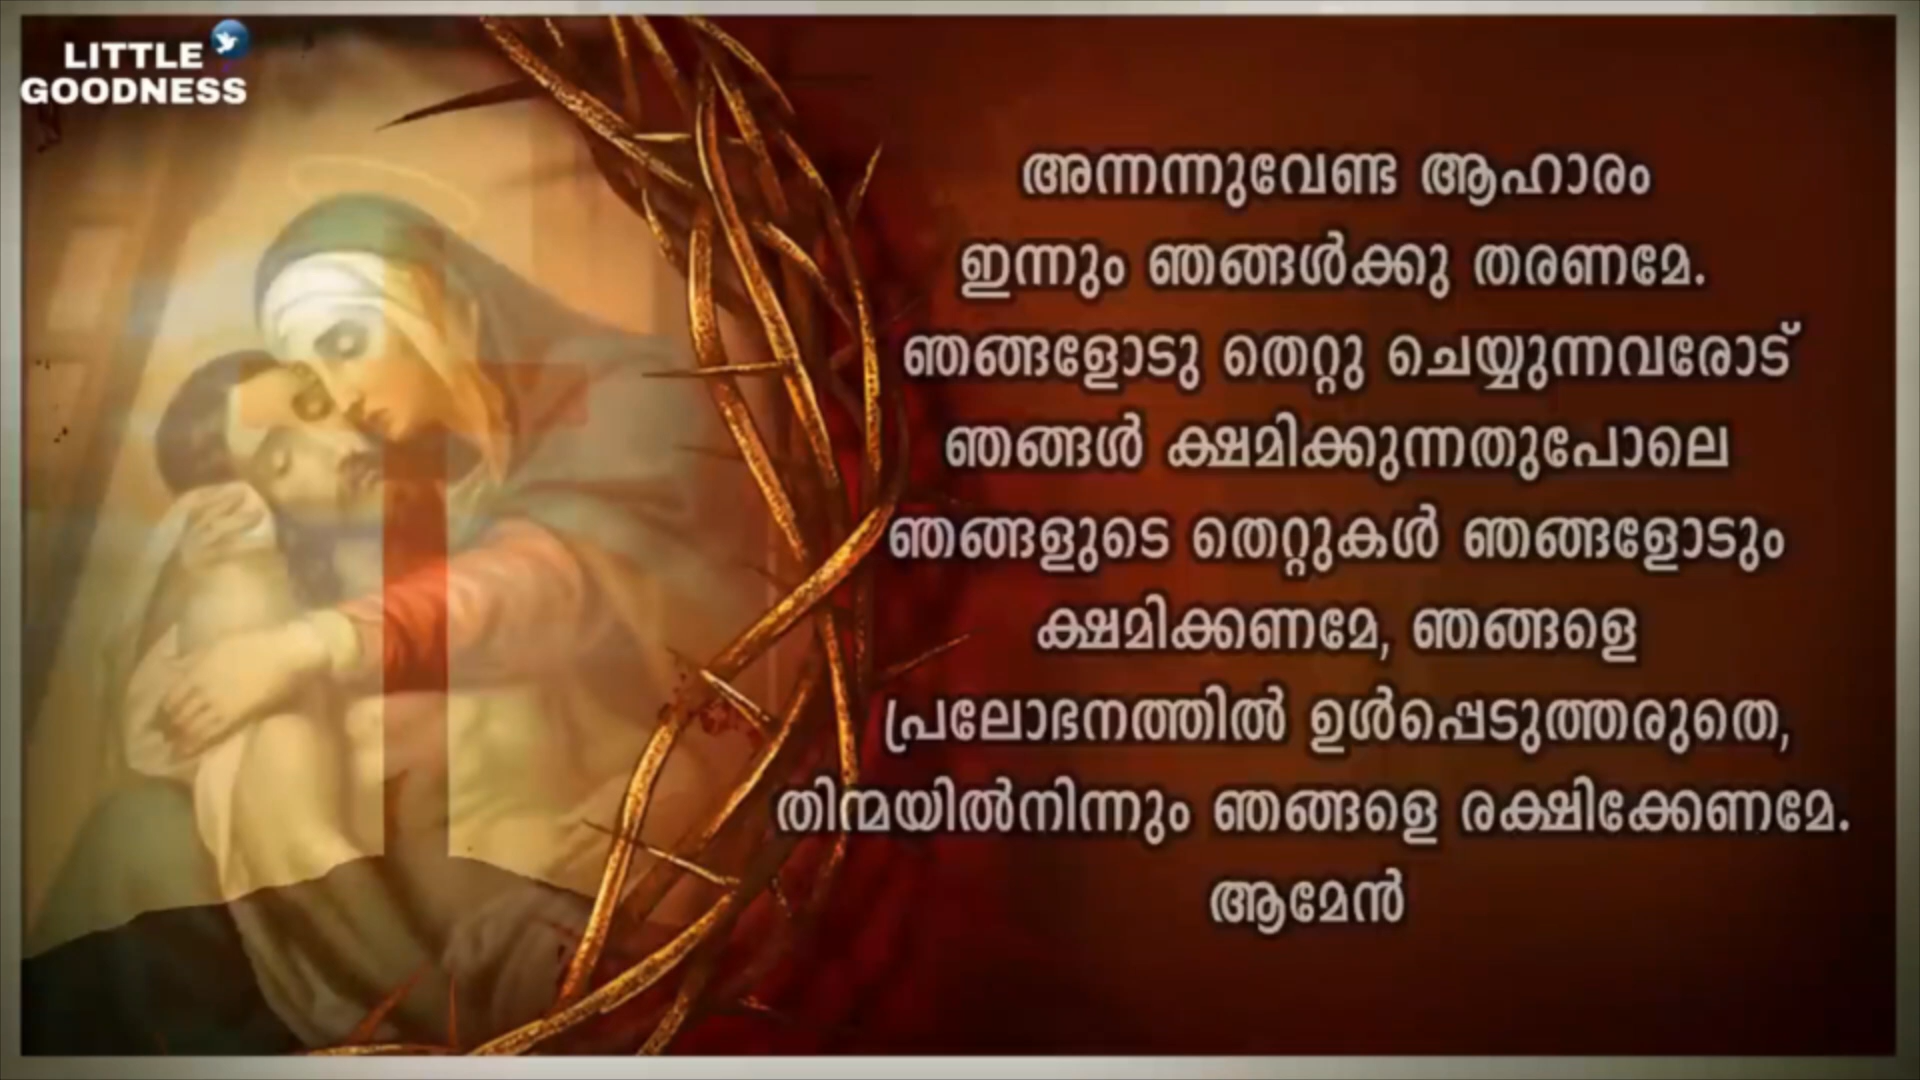 LITTLE
GOODNESS
അന്നന്നുവേണ്ട ആഹാരം
ഇന്നും ഞങ്ങൾക്കു തരണമേ.
ഞങ്ങളോടു തെറ്റു ചെയ്യുന്നവരോട്
ഞങ്ങൾ ക്ഷമിക്കുന്നതുപോലെ
ഞങ്ങളുടെ തെറ്റുകൾ ഞങ്ങളോടും
ക്ഷമിക്കണമേ, ഞങ്ങളെ
പ്രലോഭനത്തിൽ ഉൾപ്പെടുത്തരുതെ,
തിന്മയിൽനിന്നും ഞങ്ങളെ രക്ഷിക്കേണമേ.
ആമേൻ